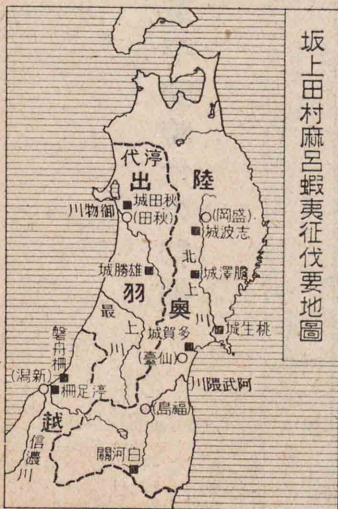 坂上田村麻呂蝦夷征伐要地圖
陸奥
出羽
越
渟代
秋田城
(秋田)
御物川
(盛岡)
志波城
北上川
膽澤城
雄勝城
最上川
桃生城
多賀城
(仙臺)
磐舟柵
(新潟)
渟足柵
阿武隈川
(福島)
信濃川
白河關